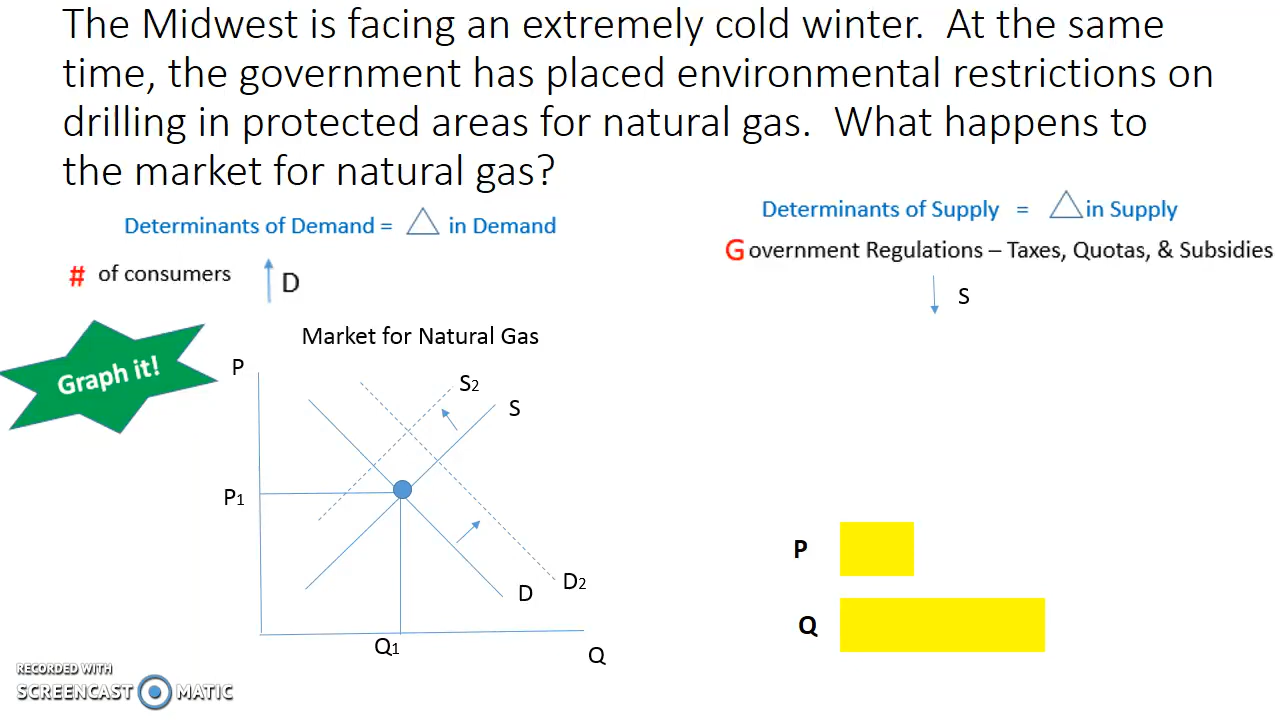 The Midwest is facing an extremely cold winter. At the same
time, the government has placed environmental restrictions on
drilling in protected areas for natural gas. What happens to
the market for natural gas?
Determinants of Demand = △ in Demand
# of consumers
D
Determinants of Supply = △ in Supply
Government Regulations – Taxes, Quotas, & Subsidies
S
Graph it!
Market for Natural Gas
P
S2
S
P1
D2
D
Q1
Q
P
Q
RECORDED WITH
SCREENCAST MATIC